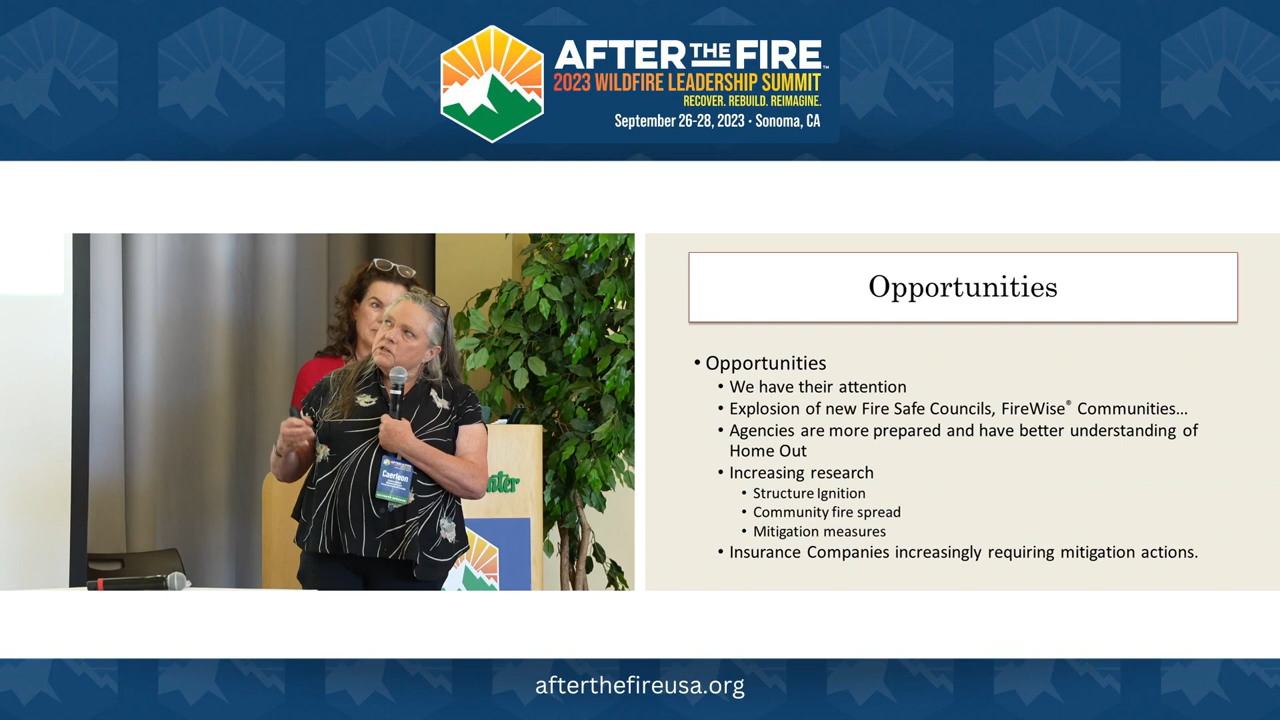 AFTER THE FIRE™
2023 WILDFIRE LEADERSHIP SUMMIT
RECOVER. REBUILD. REIMAGINE.
September 26-28, 2023 • Sonoma, CA
Caerleon
Opportunities
• Opportunities
• We have their attention
• Explosion of new Fire Safe Councils, FireWise® Communities…
• Agencies are more prepared and have better understanding of
Home Out
• Increasing research
• Structure Ignition
• Community fire spread
• Mitigation measures
• Insurance Companies increasingly requiring mitigation actions.
afterthefireusa.org